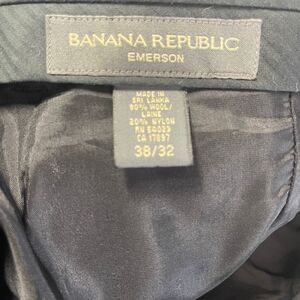 BANANA REPUBLIC
EMERSON
MADE IN
SRI LANKA
80% WOOL/
LAINE
20% NYLON
RN 54023
CA 17897
38/32